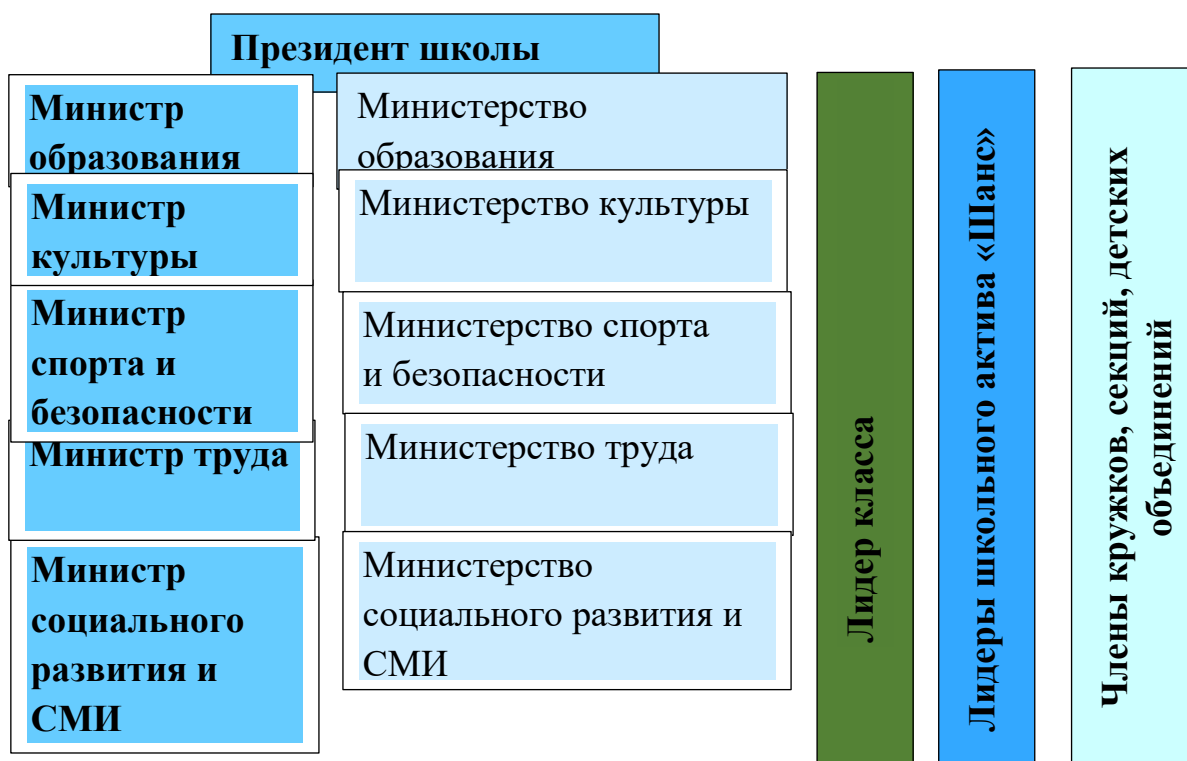 Президент школы
Министр
образования
Министерство
образования
Министр
культуры
Министерство культуры
Министр
спорта и
безопасности
Министерство спорта
и безопасности
Министр труда
Министерство труда
Министр
социального
развития и
СМИ
Министерство
социального развития и
СМИ
Лидер класса
Лидеры школьного актива «Шанс»
Члены кружков, секций, детских
объединений